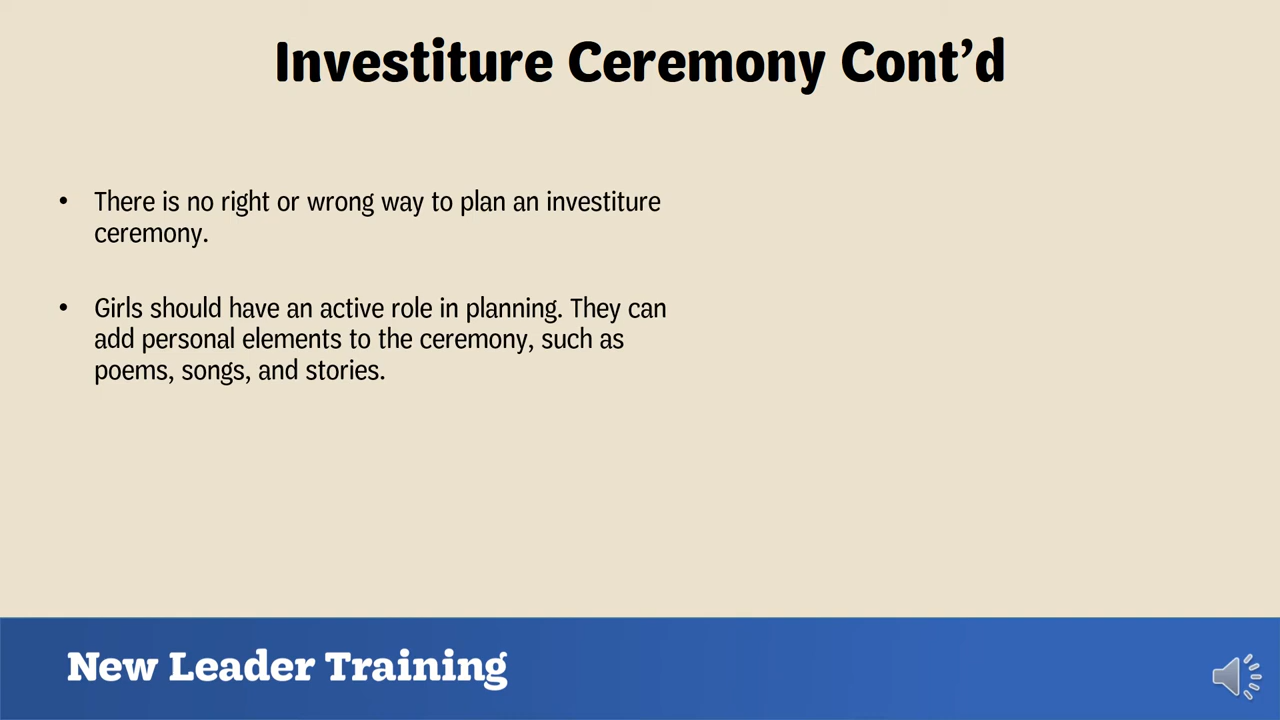 Investiture Ceremony Cont’d
• There is no right or wrong way to plan an investiture
ceremony.
• Girls should have an active role in planning. They can
add personal elements to the ceremony, such as
poems, songs, and stories.
New Leader Training